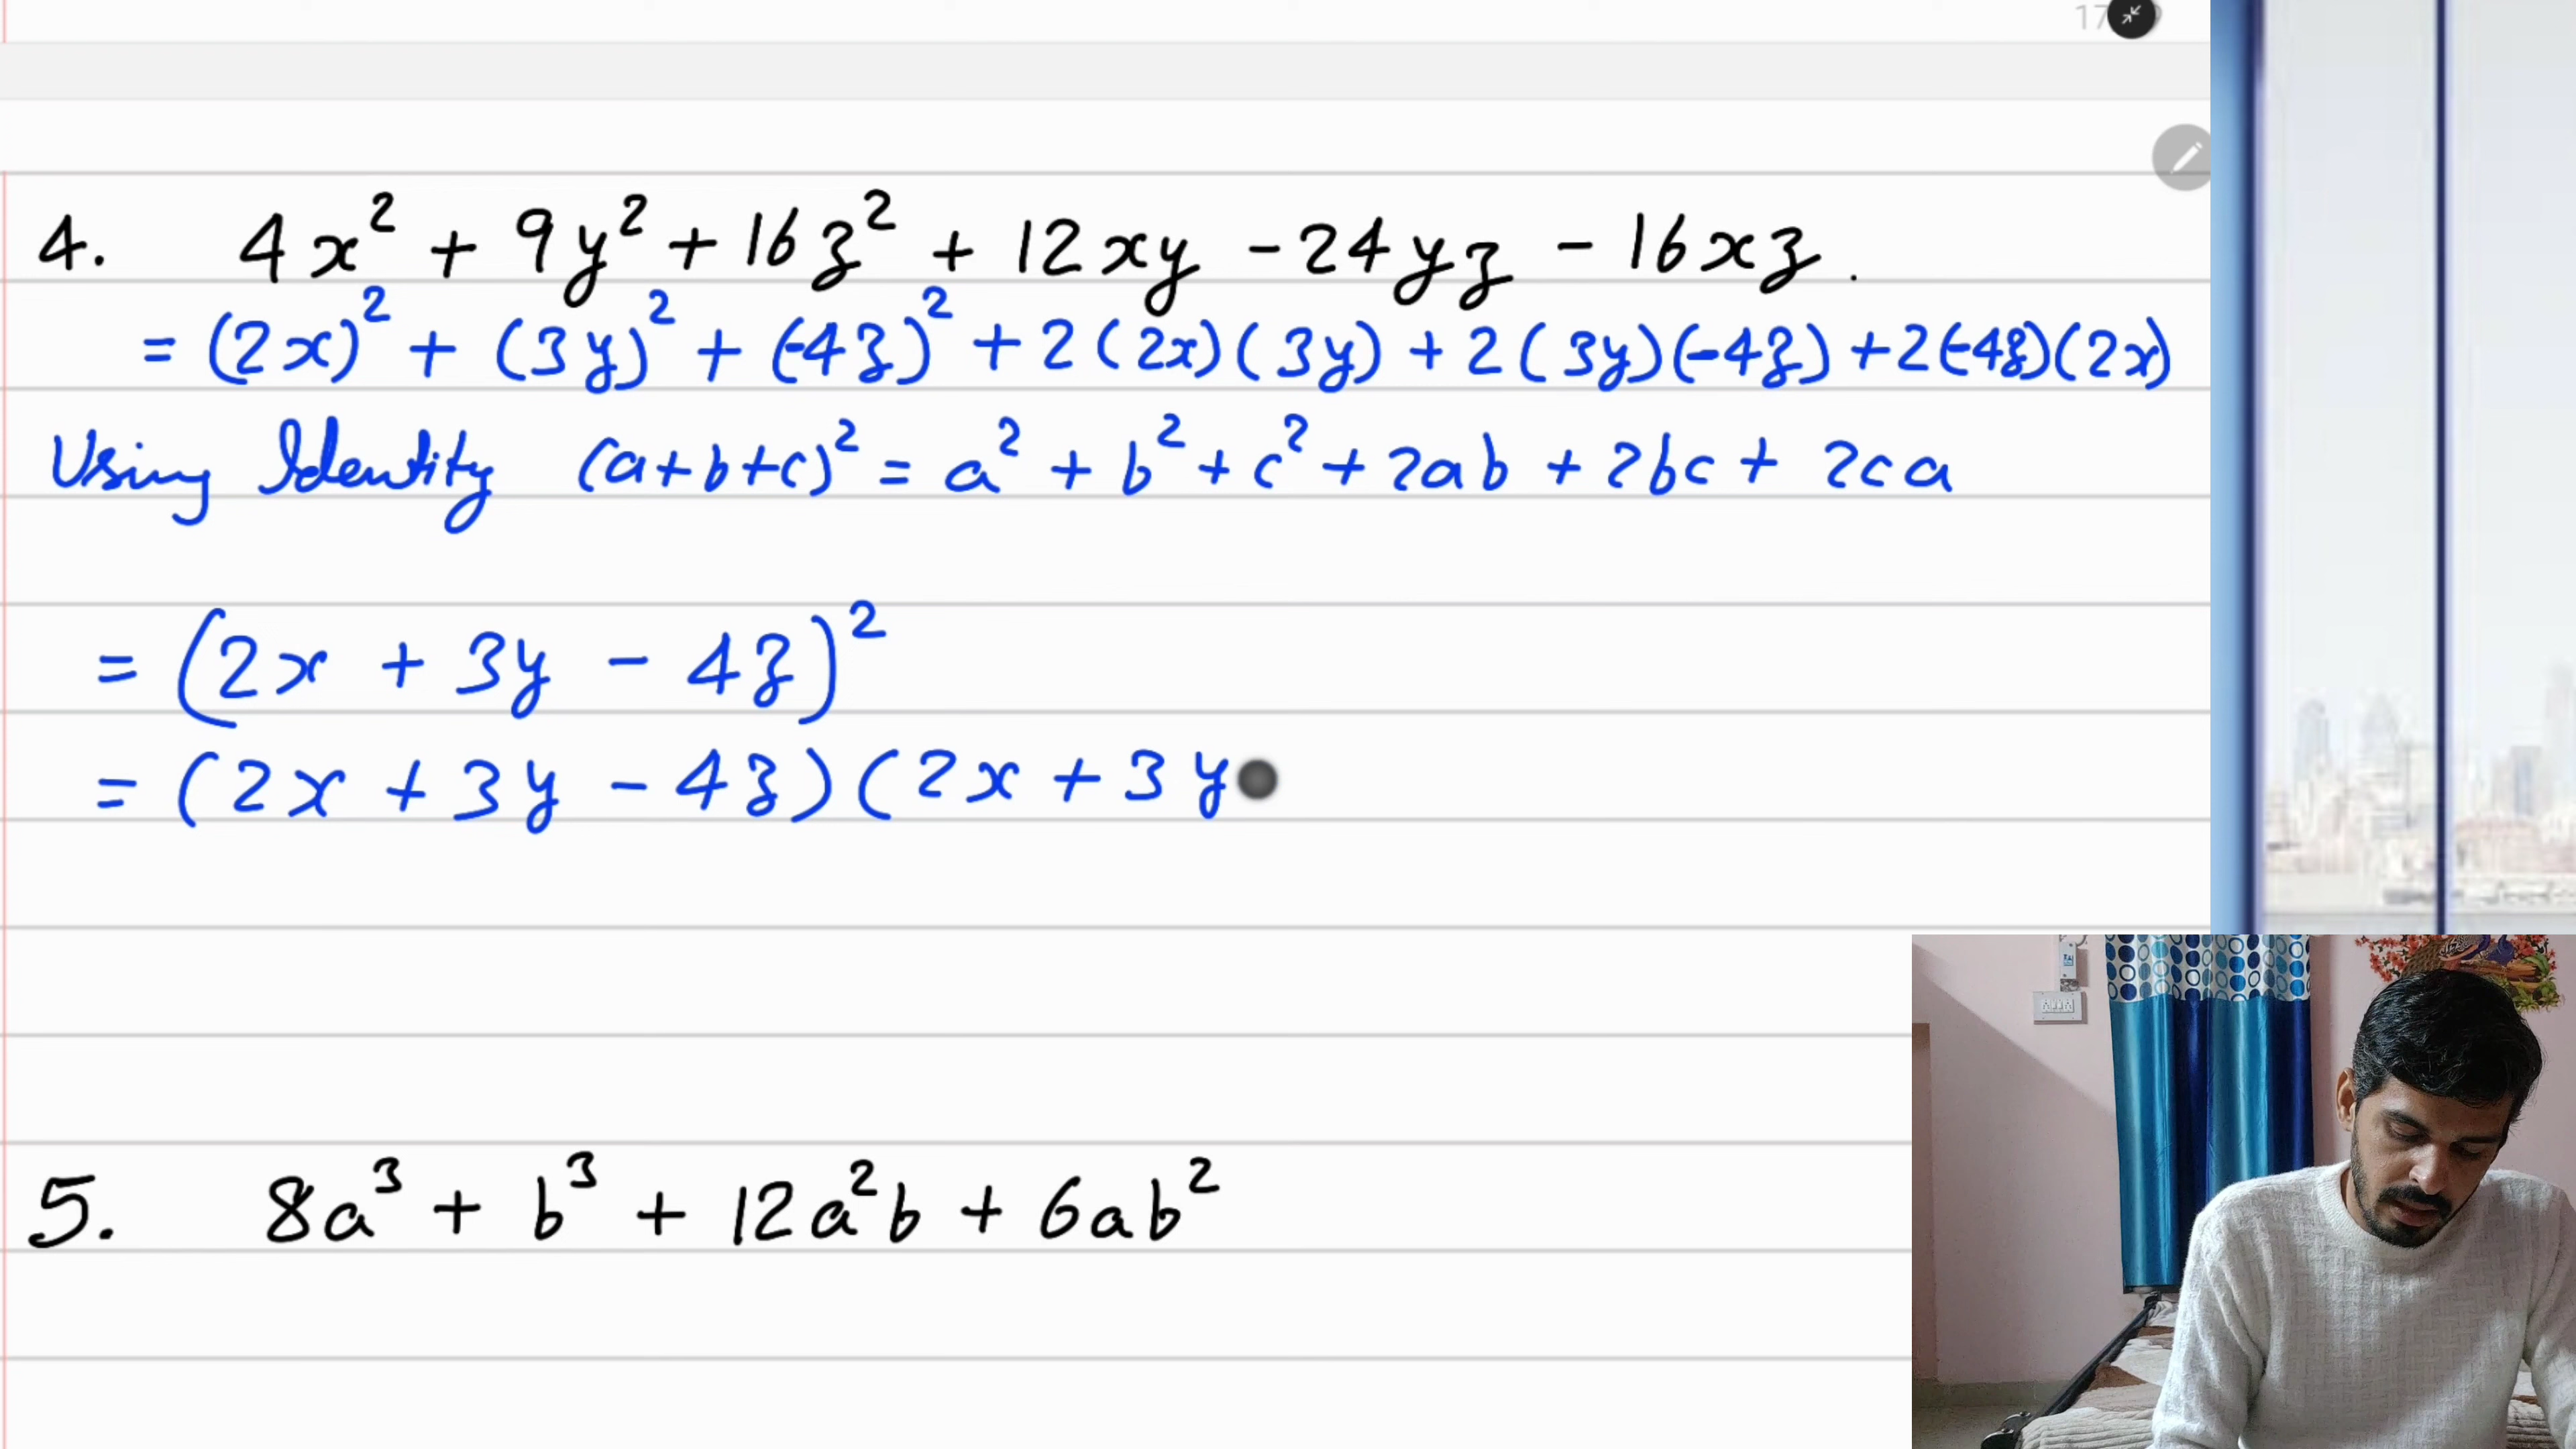 17
4. 4x² + 9y² + 16z² + 12xy - 24yz - 16xz.
= (2x)² + (3y)² + (-4z)² + 2(2x)(3y) + 2(3y)(-4z) + 2(-4z)(2x)
Using Identity (a+b+c)² = a² + b² + c² + 2ab + 2bc + 2ca
= (2x + 3y - 4z)²
= (2x + 3y - 4z)(2x + 3y
5. 8a³ + b³ + 12a²b + 6ab²